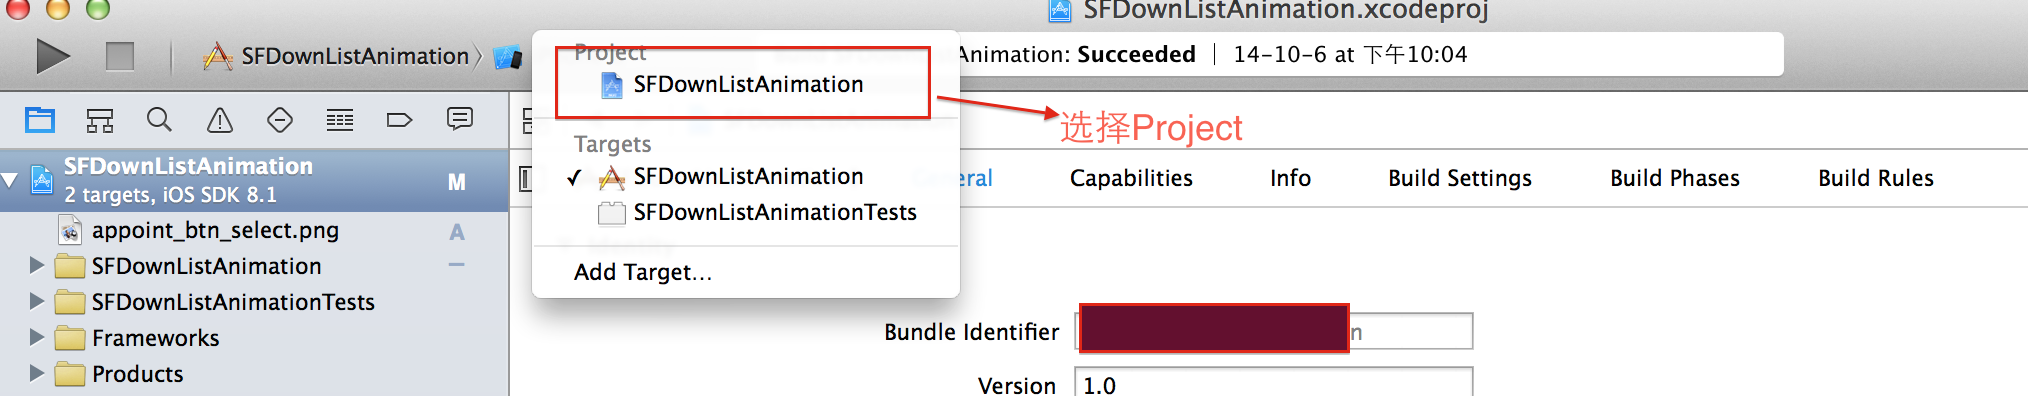 SFDownListAnimation.xcodeproj
SFDownListAnimation
Animation: Succeeded | 14-10-6 at 下午10:04
Project
SFDownListAnimation
选择Project
Targets
SFDownListAnimation
SFDownListAnimationTests
Add Target...
SFDownListAnimation
2 targets, iOS SDK 8.1
M
appoint_btn_select.png
A
SFDownListAnimation
SFDownListAnimationTests
Frameworks
Products
Capabilities
Info
Build Settings
Build Phases
Build Rules
Bundle Identifier
n
Version
1.0